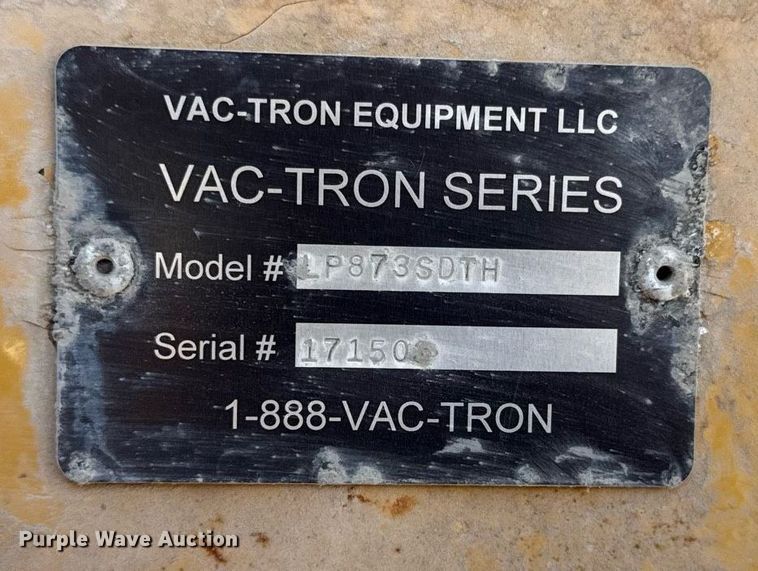 VAC-TRON EQUIPMENT LLC
VAC-TRON SERIES
Model # LP873SDTH
Serial #
1-888-VAC-TRON
Purple Wave Auction